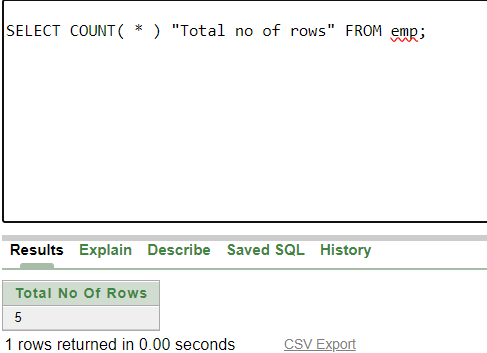 SELECT COUNT( * ) "Total no of rows" FROM emp;
Results Explain Describe Saved SQL History
Total No Of Rows
5
1 rows returned in 0.00 seconds CSV Export